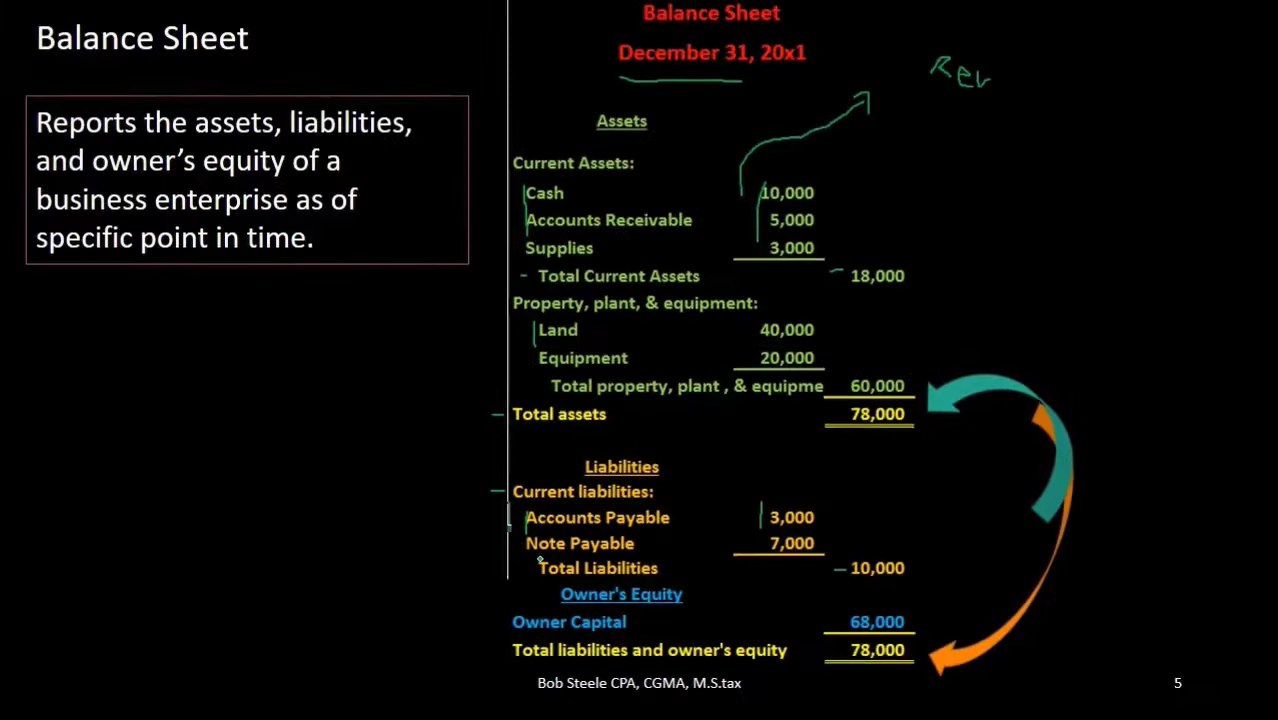 Balance Sheet
Reports the assets, liabilities,
and owner's equity of a
business enterprise as of
specific point in time.
Balance Sheet
December 31, 20x1
Rev
Assets
Current Assets:
Cash 10,000
Accounts Receivable 5,000
Supplies 3,000
Total Current Assets 18,000
Property, plant, & equipment:
Land 40,000
Equipment 20,000
Total property, plant , & equipme 60,000
Total assets 78,000
Liabilities
Current liabilities:
Accounts Payable 3,000
Note Payable 7,000
Total Liabilities 10,000
Owner's Equity
Owner Capital 68,000
Total liabilities and owner's equity 78,000
Bob Steele CPA, CGMA, M.S.tax
5